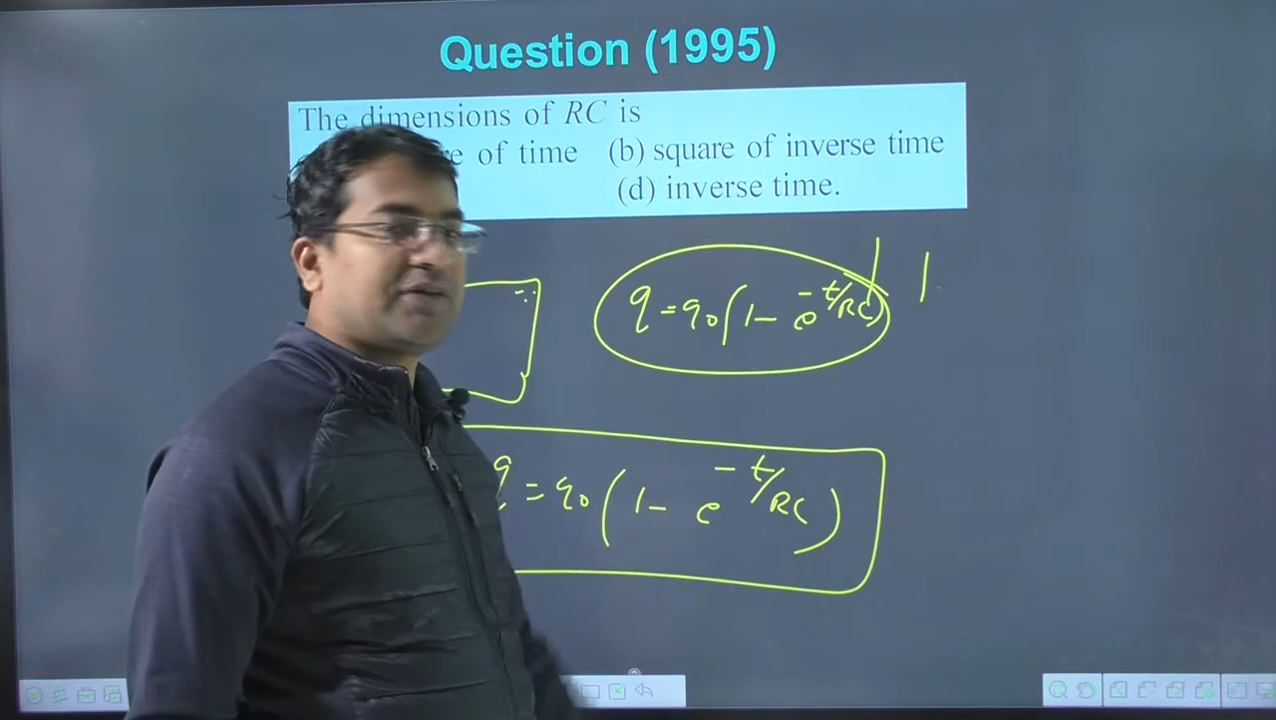 Question (1995)
The dimensions of RC is
of time (b) square of inverse time
(d) inverse time.
q = q0 (1 - e^-t/RC)
q = q0 (1 - e^-t/RC)